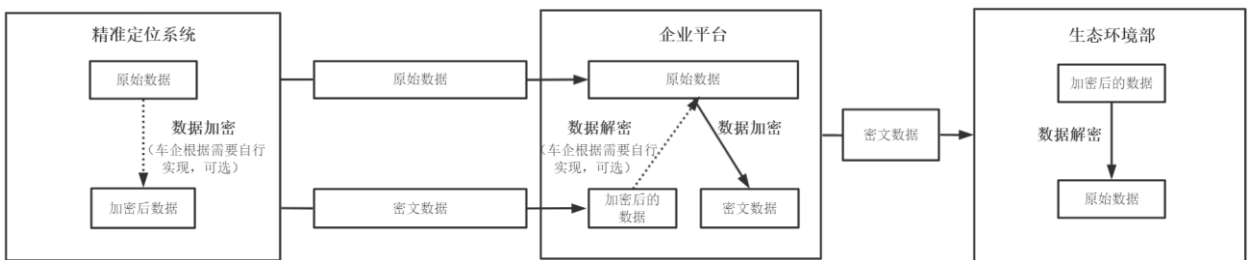 精准定位系统
原始数据
数据加密
（车企根据需要自行
实现，可选）
加密后数据
原始数据
密文数据
企业平台
原始数据
数据解密
（车企根据需要自行
实现，可选）
数据加密
加密后的
数据
密文数据
密文数据
生态环境部
加密后的数据
数据解密
原始数据